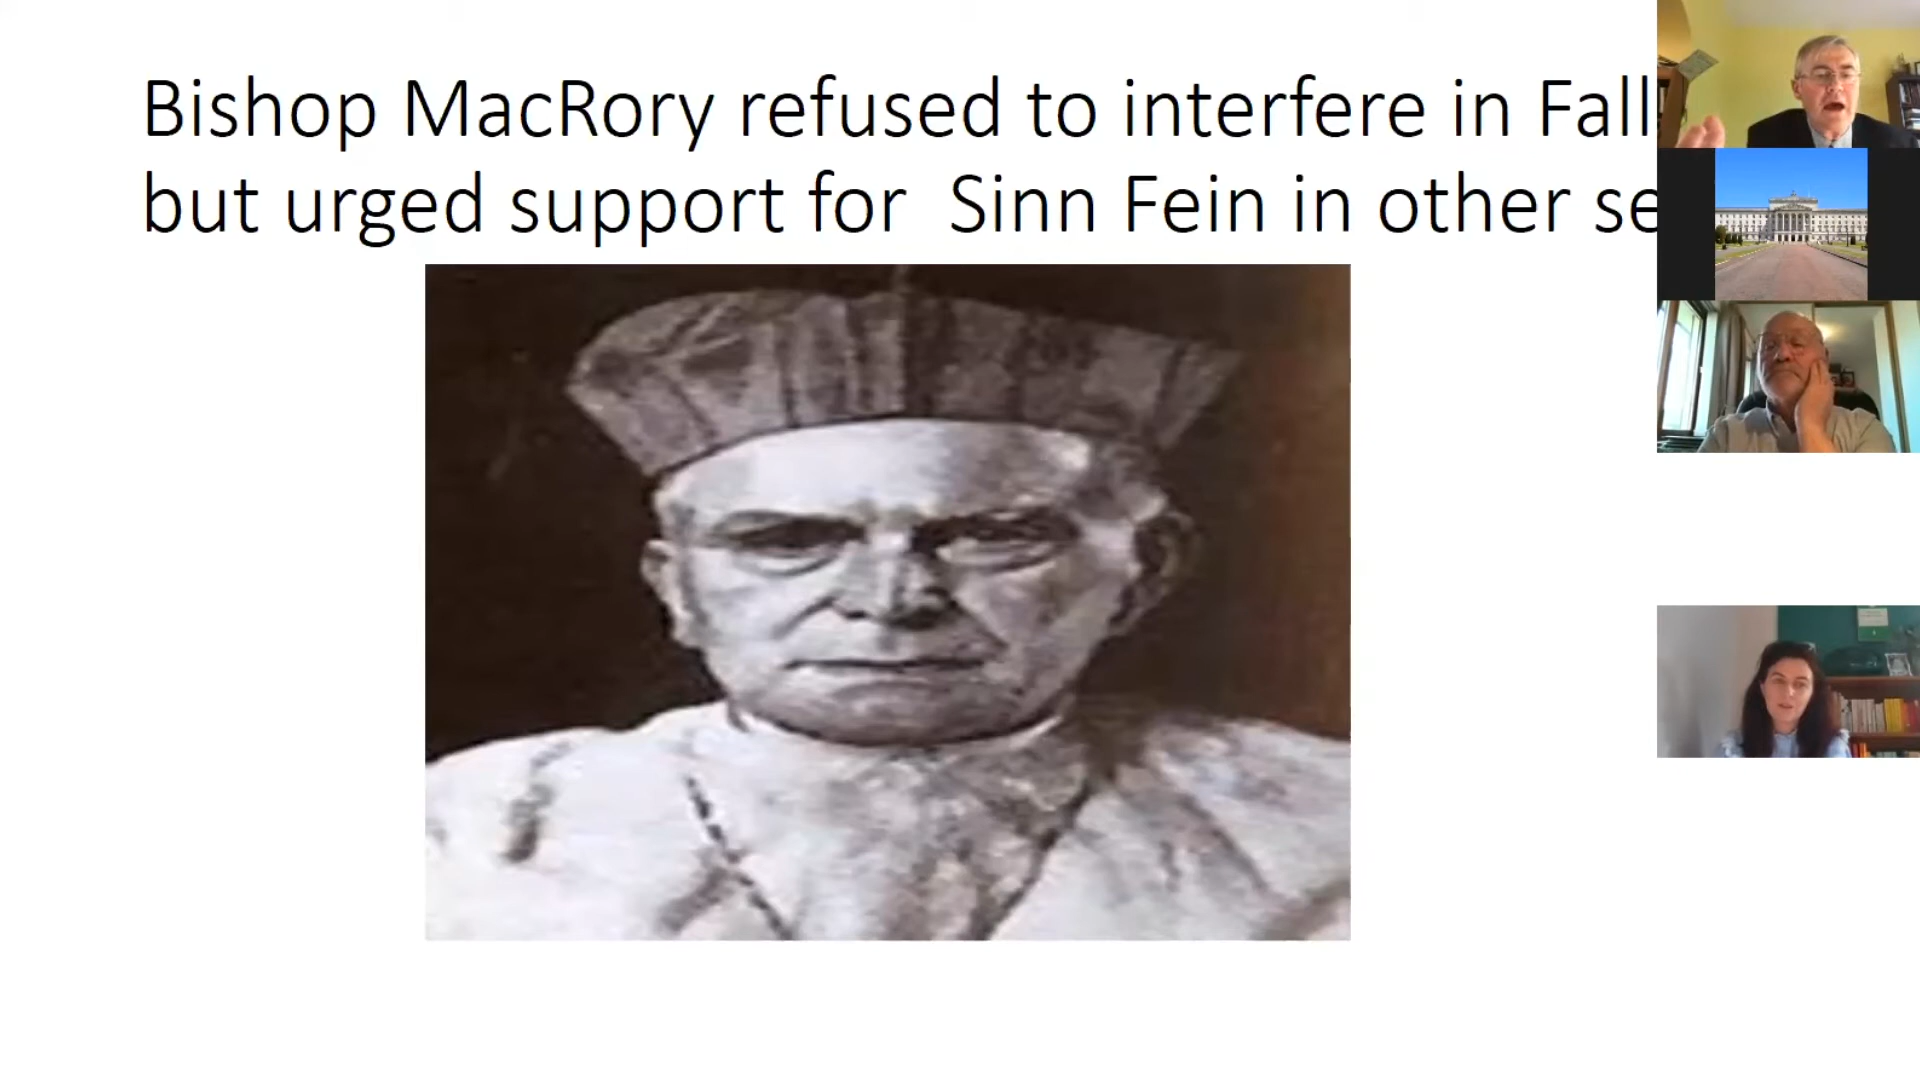 Bishop MacRory refused to interfere in Fall
but urged support for Sinn Fein in other se